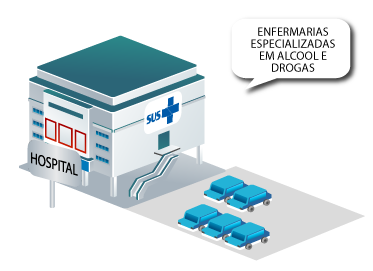 ENFERMARIAS
ESPECIALIZADAS
EM ALCOOL E
DROGAS
SUS
HOSPITAL